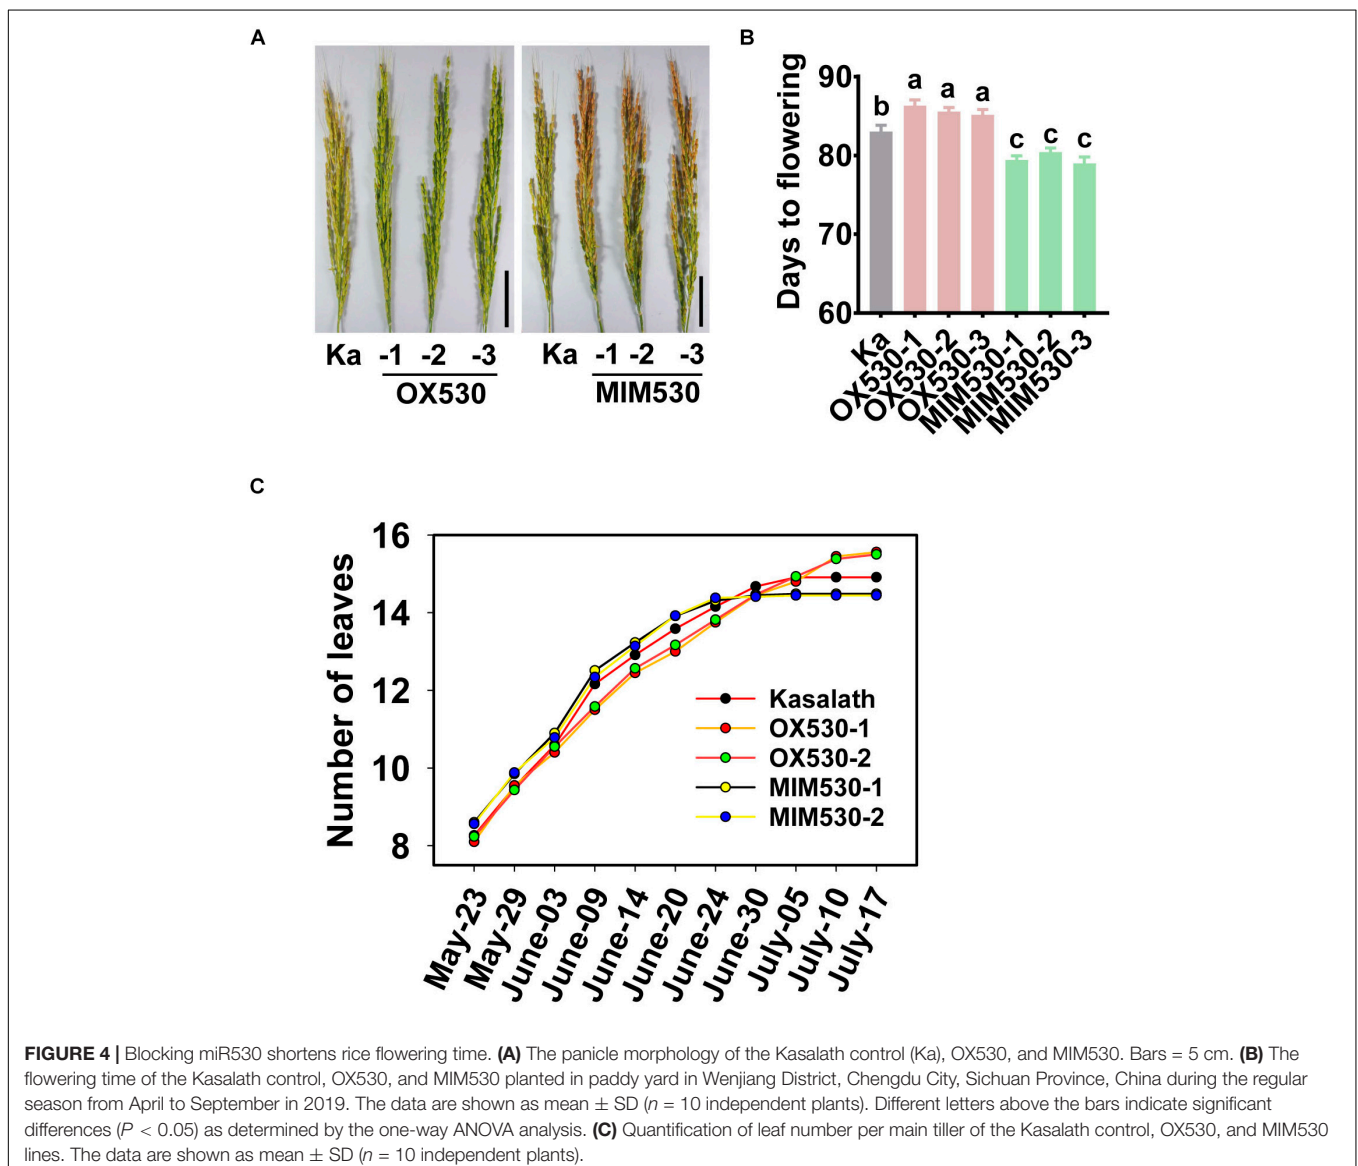 A
Ka -1 -2 -3
OX530
Ka -1 -2 -3
MIM530
B
Days to flowering
90
80
70
60
b a a a c c c
Ka
OX530-1
OX530-2
OX530-3
MIM530-1
MIM530-2
MIM530-3
C
Number of leaves
16
14
12
10
8
Kasalath
OX530-1
OX530-2
MIM530-1
MIM530-2
May-23
May-29
June-03
June-09
June-14
June-20
June-24
June-30
July-05
July-10
July-17
FIGURE 4 | Blocking miR530 shortens rice flowering time. (A) The panicle morphology of the Kasalath control (Ka), OX530, and MIM530. Bars = 5 cm. (B) The
flowering time of the Kasalath control, OX530, and MIM530 planted in paddy yard in Wenjiang District, Chengdu City, Sichuan Province, China during the regular
season from April to September in 2019. The data are shown as mean ± SD (n = 10 independent plants). Different letters above the bars indicate significant
differences (P < 0.05) as determined by the one-way ANOVA analysis. (C) Quantification of leaf number per main tiller of the Kasalath control, OX530, and MIM530
lines. The data are shown as mean ± SD (n = 10 independent plants).